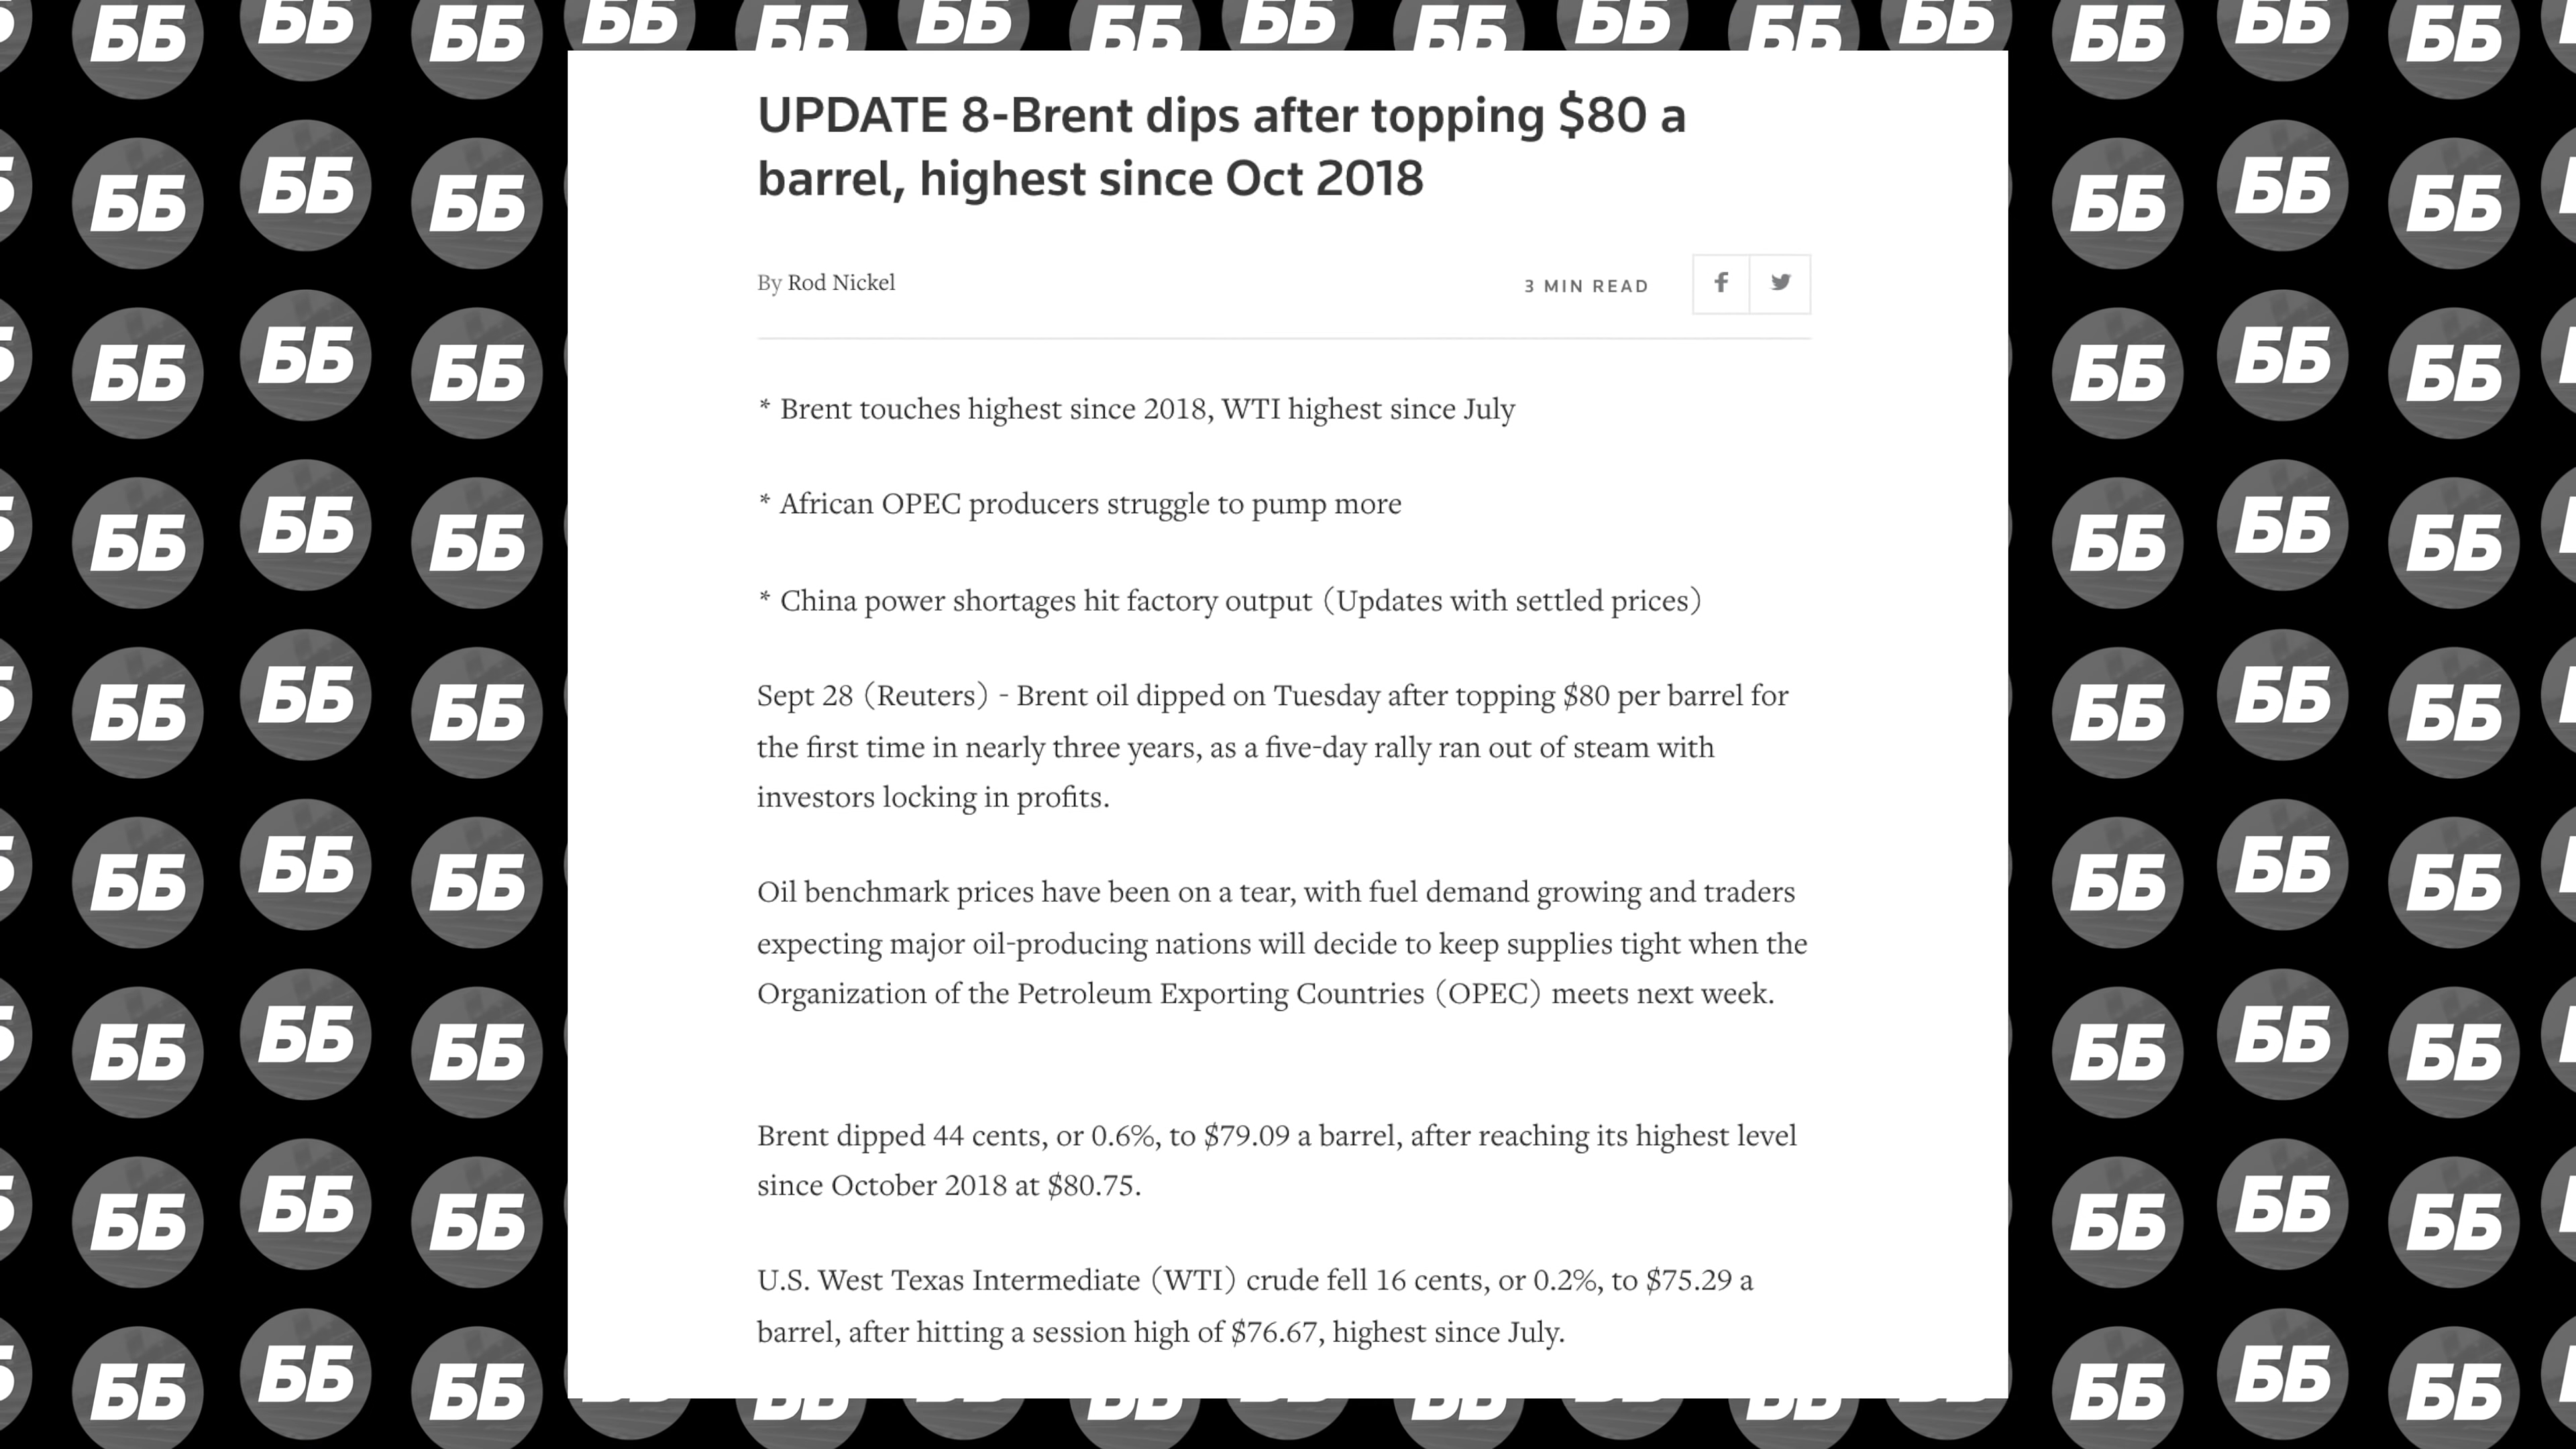 UPDATE 8-Brent dips after topping $80 a
barrel, highest since Oct 2018
By Rod Nickel
3 MIN READ
* Brent touches highest since 2018, WTI highest since July
* African OPEC producers struggle to pump more
* China power shortages hit factory output (Updates with settled prices)
Sept 28 (Reuters) - Brent oil dipped on Tuesday after topping $80 per barrel for
the first time in nearly three years, as a five-day rally ran out of steam with
investors locking in profits.
Oil benchmark prices have been on a tear, with fuel demand growing and traders
expecting major oil-producing nations will decide to keep supplies tight when the
Organization of the Petroleum Exporting Countries (OPEC) meets next week.
Brent dipped 44 cents, or 0.6%, to $79.09 a barrel, after reaching its highest level
since October 2018 at $80.75.
U.S. West Texas Intermediate (WTI) crude fell 16 cents, or 0.2%, to $75.29 a
barrel, after hitting a session high of $76.67, highest since July.
ББ